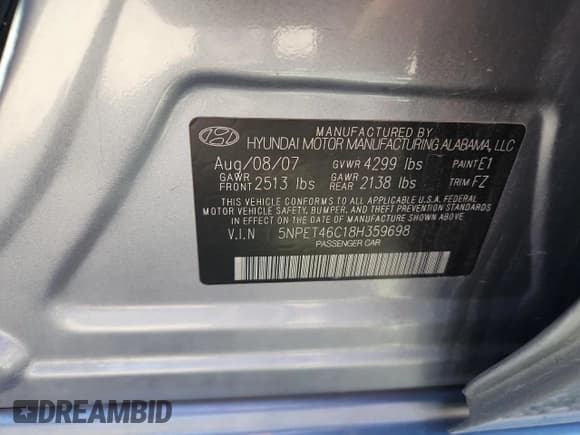 MANUFACTURED BY
HYUNDAI MOTOR MANUFACTURING ALABAMA, LLC
Aug/08/07 GVWR 4299 lbs PAINT E1
GAWR FRONT 2513 lbs GAWR REAR 2138 lbs TRIM FZ
THIS VEHICLE CONFORMS TO ALL APPLICABLE U.S.A. FEDERAL
MOTOR VEHICLE SAFETY, BUMPER, AND THEFT PREVENTION STANDARDS
IN EFFECT ON THE DATE OF MANUFACTURE SHOWN ABOVE.
V.I.N 5NPET46C18H359698
PASSENGER CAR
DREAMBID